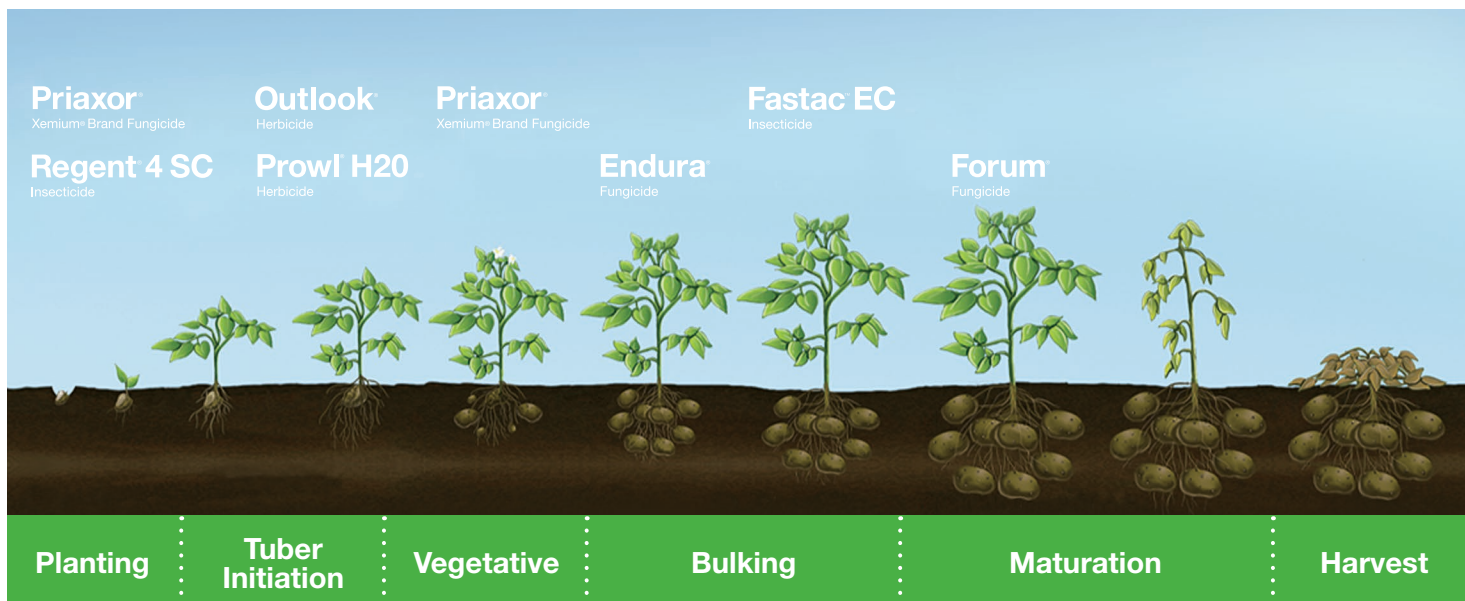 Priaxor®
Xemium® Brand Fungicide
Regent® 4 SC
Insecticide
Outlook®
Herbicide
Prowl® H20
Herbicide
Priaxor®
Xemium® Brand Fungicide
Endura®
Fungicide
Fastac™ EC
Insecticide
Forum®
Fungicide
Planting
Tuber
Initiation
Vegetative
Bulking
Maturation
Harvest